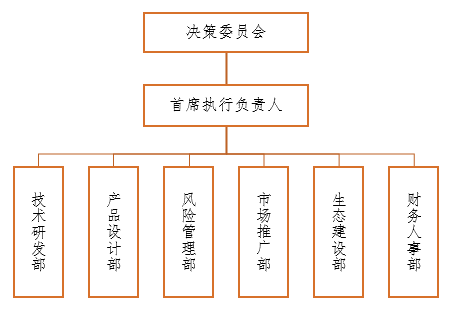 决策委员会
首席执行负责人
技术研发部
产品设计部
风险管理部
市场推广部
生态建设部
财务人事部